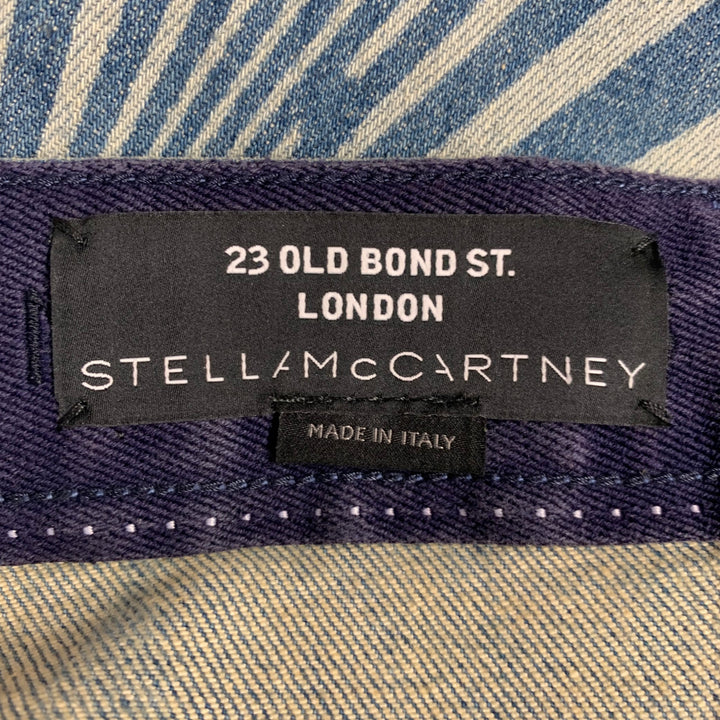 23 OLD BOND ST.
LONDON
STELLAMcCARTNEY
MADE IN ITALY